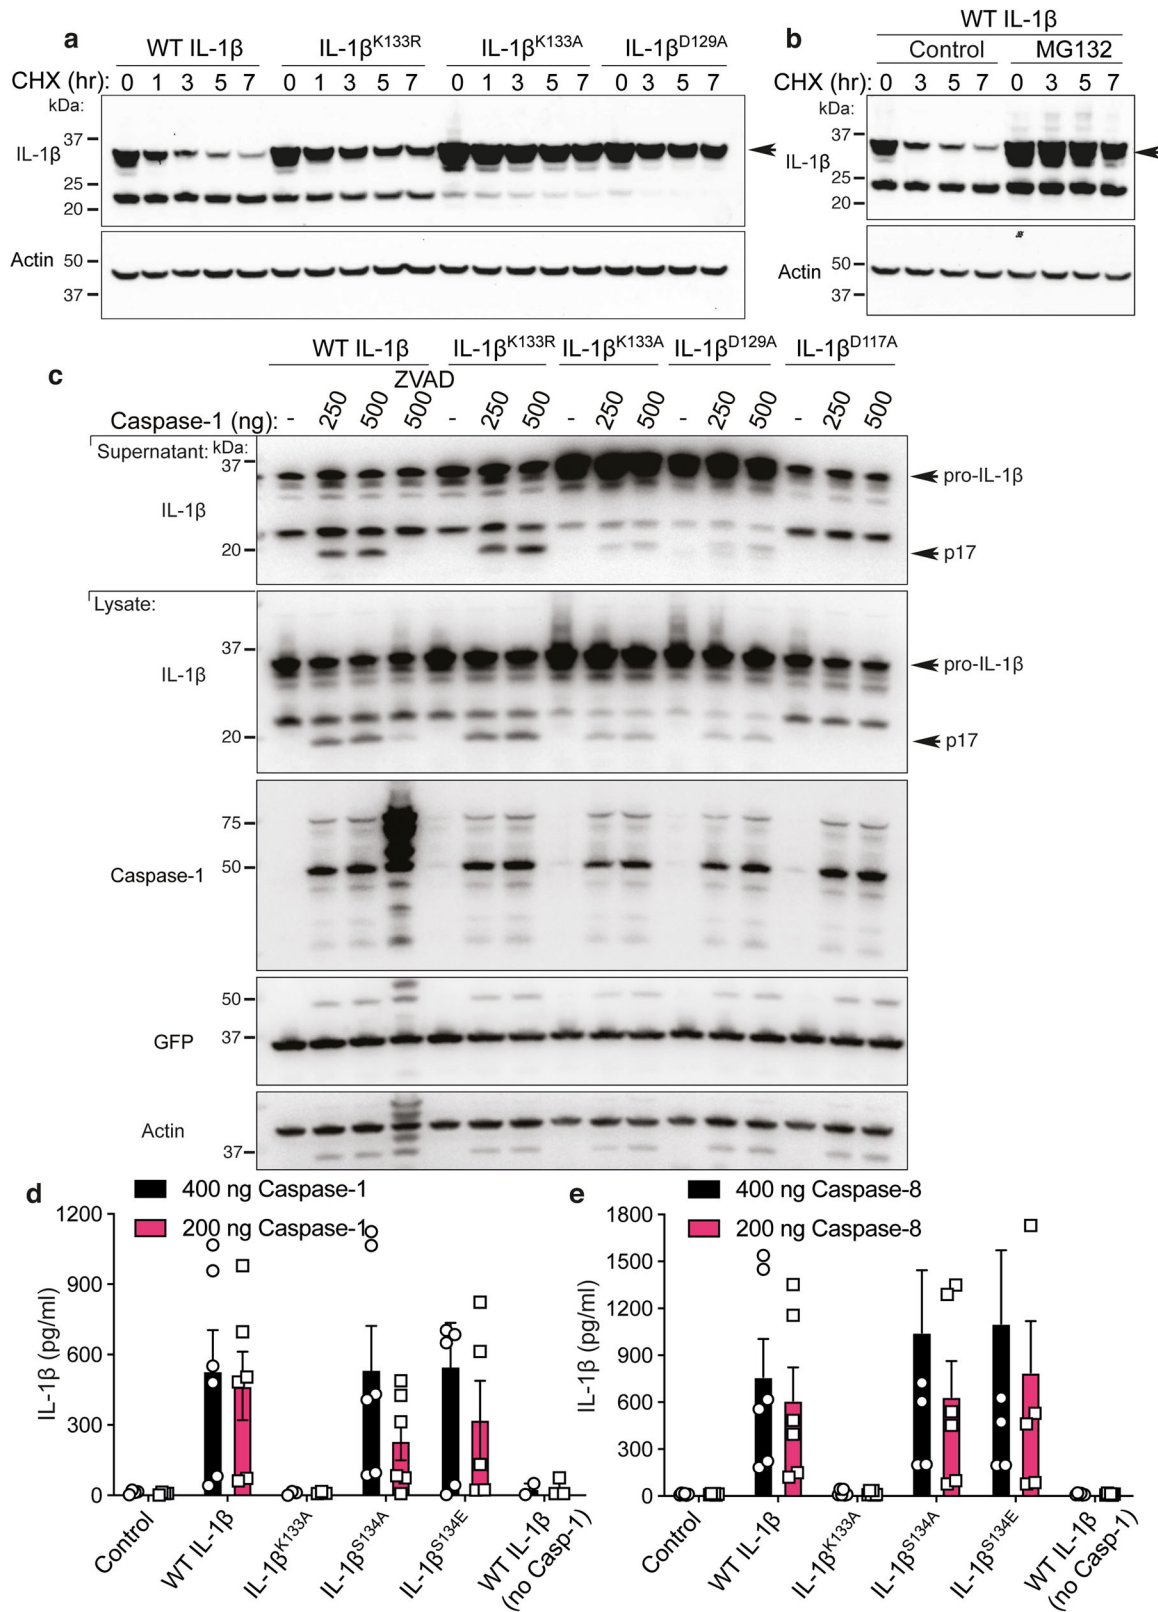 a
WT IL-1β IL-1βK133R IL-1βK133A IL-1βD129A
CHX (hr): 0 1 3 5 7 0 1 3 5 7 0 1 3 5 7 0 3 5 7
kDa:
37
IL-1β
25
20
Actin 50
37
b
WT IL-1β
Control MG132
CHX (hr): 0 3 5 7 0 3 5 7
kDa:
37
IL-1β
25
20
Actin 50
37
c
WT IL-1β IL-1βK133R IL-1βK133A IL-1βD129A IL-1βD117A
ZVAD
Caspase-1 (ng): - 250 500 500 - 250 500 - 250 500 - 250 500 - 250 500
Supernatant: kDa:
37
pro-IL-1β
IL-1β
20
p17
Lysate:
37
pro-IL-1β
IL-1β
20
p17
75
50
Caspase-1
50
37
GFP
Actin
37
d
400 ng Caspase-1
200 ng Caspase-1
IL-1β (pg/ml)
1200
900
600
300
0
Control
WT IL-1β
IL-1βK133A
IL-1βS134A
IL-1βS134E
WT IL-1β
(no Casp-1)
e
400 ng Caspase-8
200 ng Caspase-8
IL-1β (pg/ml)
1800
1500
1200
900
600
300
0
Control
WT IL-1β
IL-1βK133A
IL-1βS134A
IL-1βS134E
WT IL-1β
(no Casp-1)